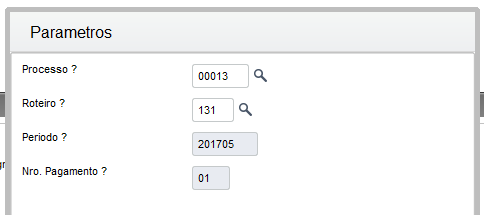 Parametros
Processo ? 00013
Roteiro ? 131
Periodo ? 201705
Nro. Pagamento ? 01